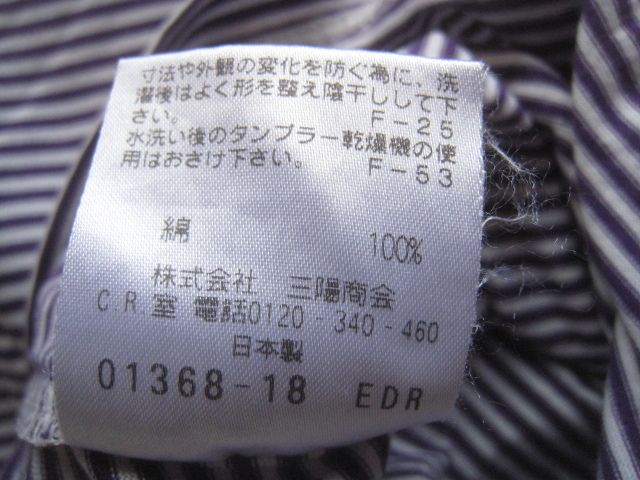 寸法や外観の変化を防ぐ為に、洗
濯後はよく形を整え陰干しして下
さい。 F-25
水洗い後のタンブラー乾燥機の使
用はおさけ下さい。 F-53
綿 100%
株式会社 三陽商会
C.R.室 電話0120-340-460
日本製
01368-18 EDR